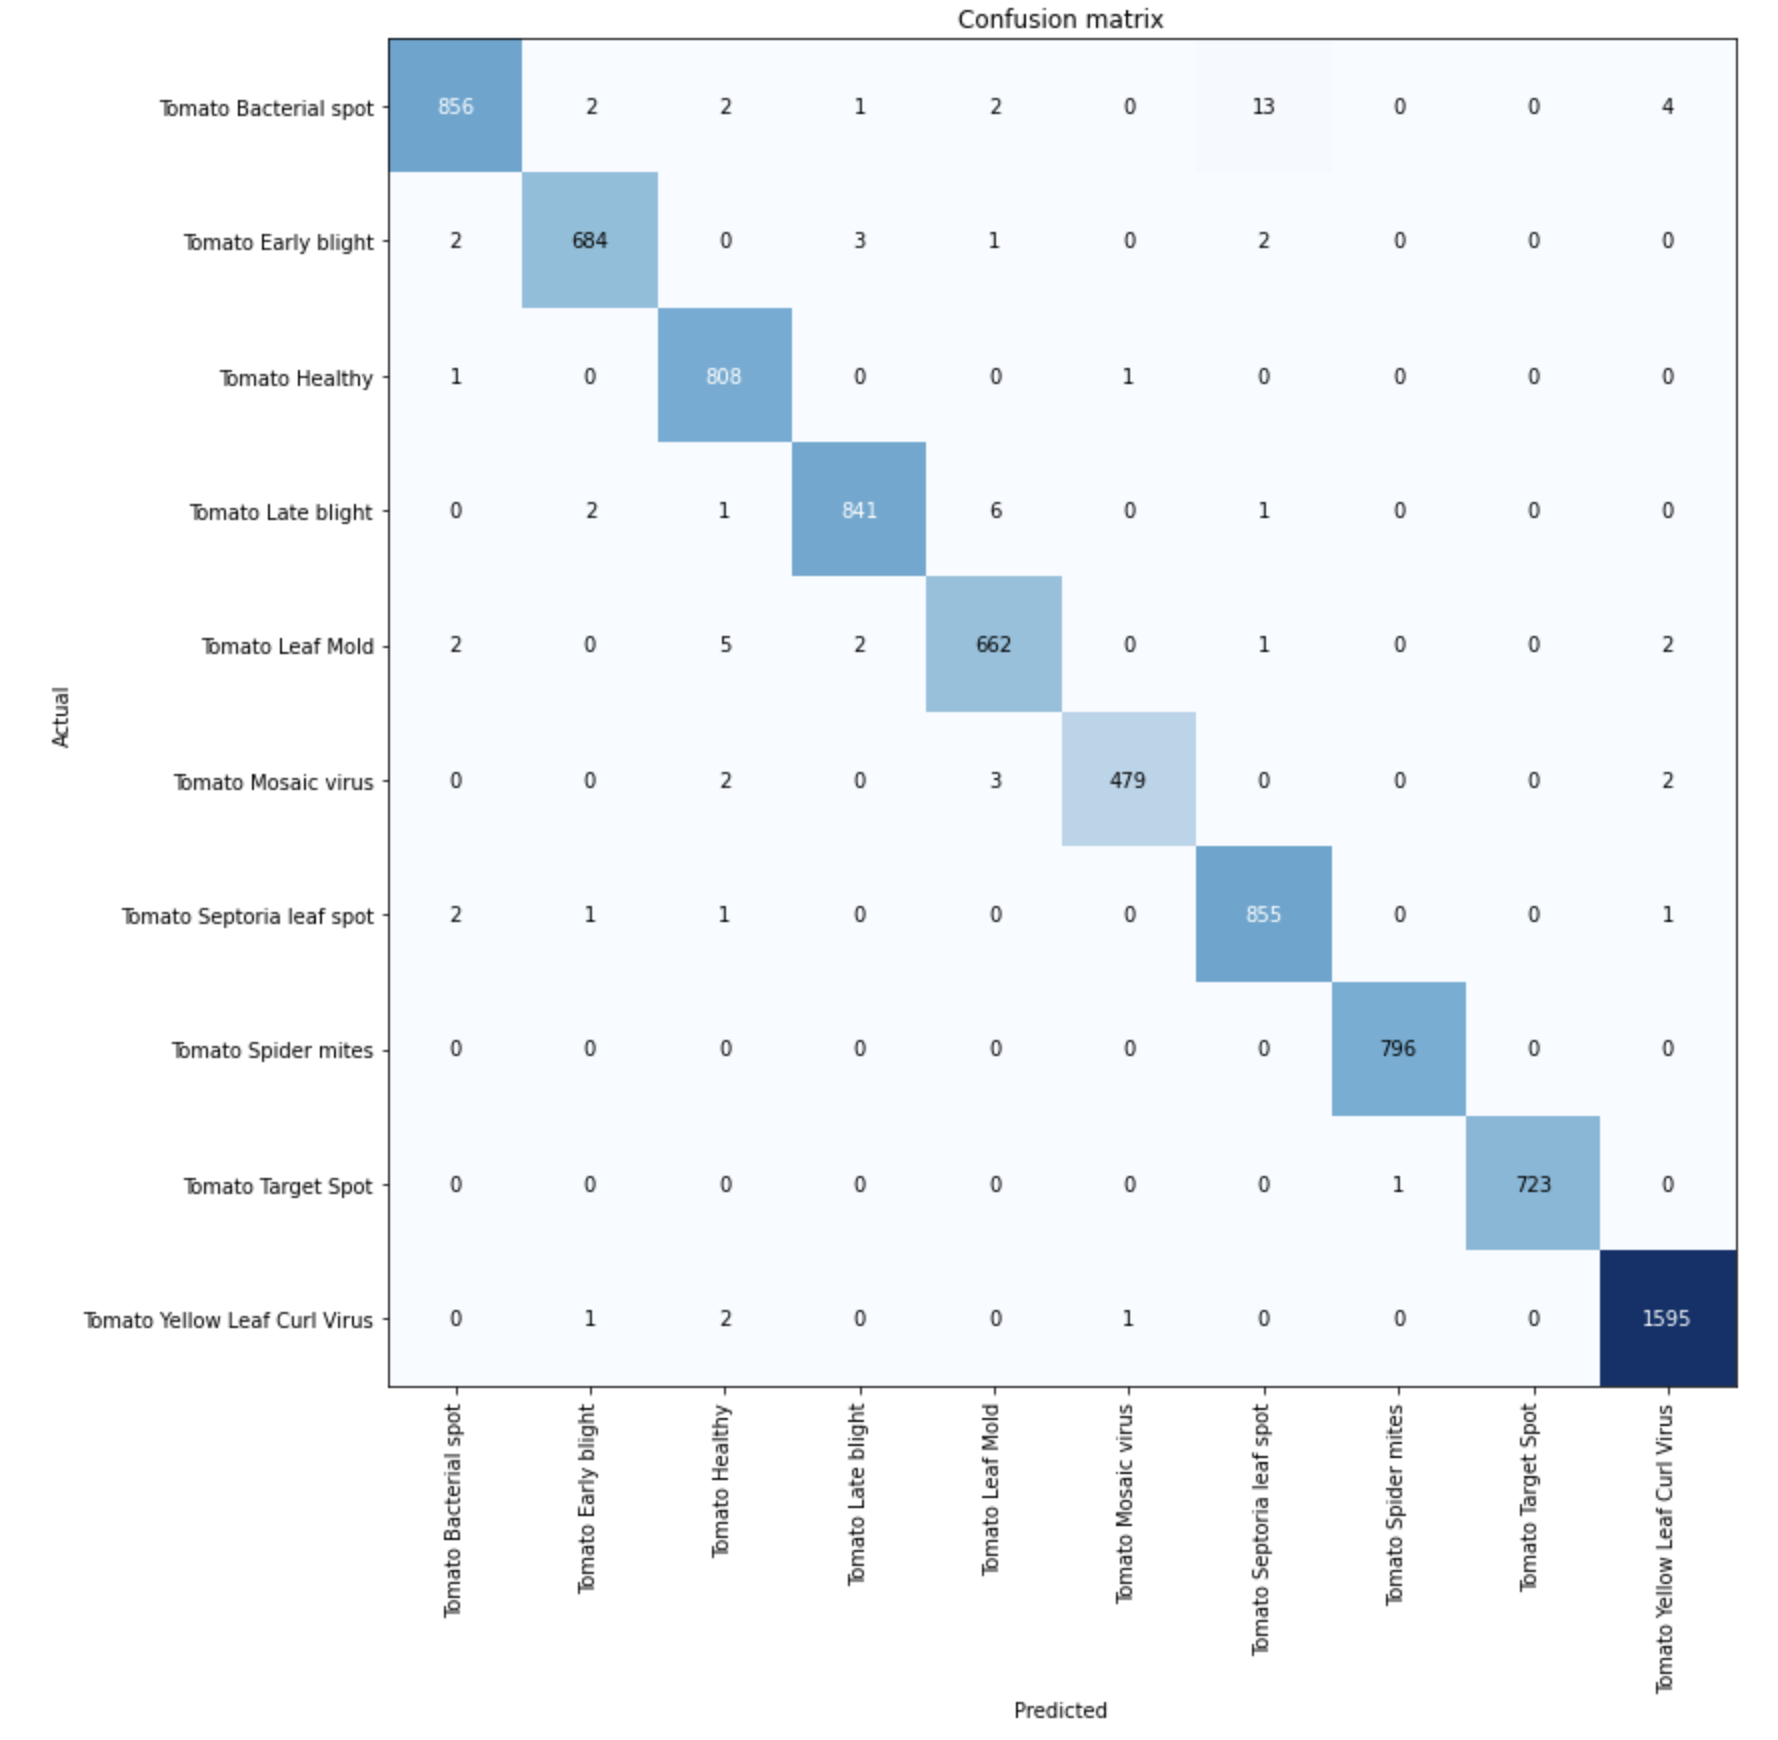 Confusion matrix
Tomato Bacterial spot 856 2 2 1 2 0 13 0 0 4
Tomato Early blight 2 684 0 3 1 0 2 0 0 0
Tomato Healthy 1 0 808 0 0 1 0 0 0 0
Tomato Late blight 0 2 1 841 6 0 1 0 0 0
Tomato Leaf Mold 2 0 5 2 662 0 1 0 0 2
Actual
Tomato Mosaic virus 0 0 2 0 3 479 0 0 0 2
Tomato Septoria leaf spot 2 1 1 0 0 0 855 0 0 1
Tomato Spider mites 0 0 0 0 0 0 0 796 0 0
Tomato Target Spot 0 0 0 0 0 0 0 1 723 0
Tomato Yellow Leaf Curl Virus 0 1 2 0 0 1 0 0 0 1595
Tomato Bacterial spot
Tomato Early blight
Tomato Healthy
Tomato Late blight
Tomato Leaf Mold
Tomato Mosaic virus
Tomato Septoria leaf spot
Tomato Spider mites
Tomato Target Spot
Tomato Yellow Leaf Curl Virus
Predicted